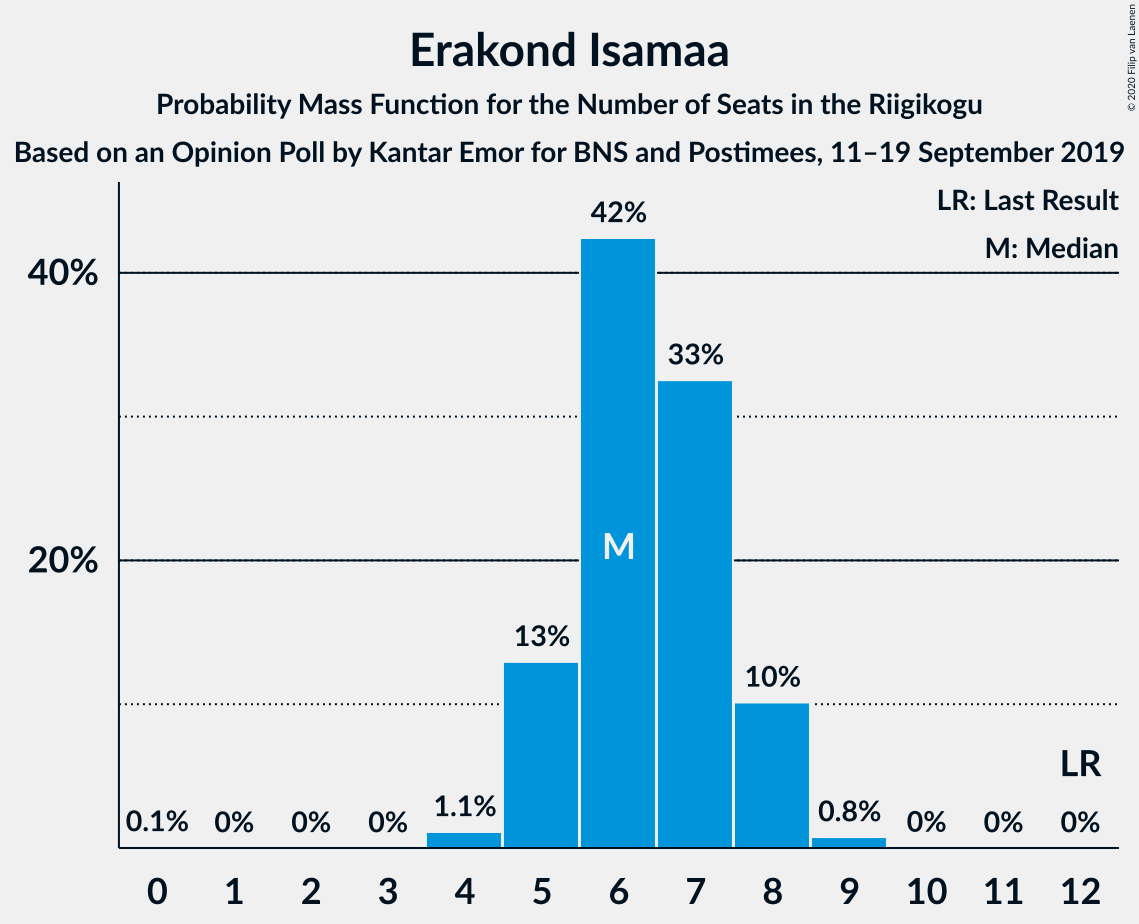 Erakond Isamaa
Probability Mass Function for the Number of Seats in the Riigikogu
Based on an Opinion Poll by Kantar Emor for BNS and Postimees, 11–19 September 2019
© 2020 Filip van Laenen
LR: Last Result
M: Median
40%
20%
0.1%
0%
0%
0%
1.1%
13%
42%
M
33%
10%
0.8%
0%
0%
LR
0%
0 1 2 3 4 5 6 7 8 9 10 11 12